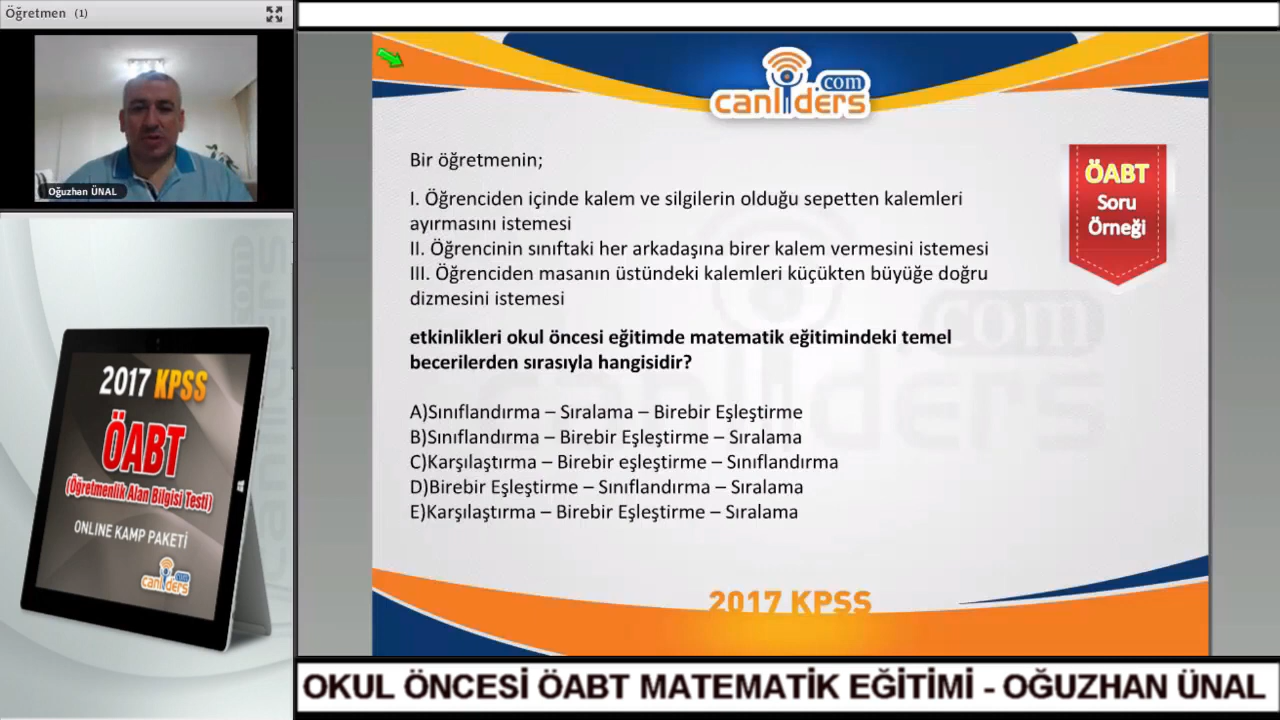 Öğretmen (1)
Oğuzhan ÜNAL
2017 KPSS
ÖABT
(Öğretmenlik Alan Bilgisi Testi)
ONLINE KAMP PAKETİ
canlıders
com
canlıders
com
Bir öğretmenin;
I. Öğrenciden içinde kalem ve silgilerin olduğu sepetten kalemleri
ayırmasını istemesi
II. Öğrencinin sınıftaki her arkadaşına birer kalem vermesini istemesi
III. Öğrenciden masanın üstündeki kalemleri küçükten büyüğe doğru
dizmesini istemesi
etkinlikleri okul öncesi eğitimde matematik eğitimindeki temel
becerilerden sırasıyla hangisidir?
A)Sınıflandırma – Sıralama – Birebir Eşleştirme
B)Sınıflandırma – Birebir Eşleştirme – Sıralama
C)Karşılaştırma – Birebir eşleştirme – Sınıflandırma
D)Birebir Eşleştirme – Sınıflandırma – Sıralama
E)Karşılaştırma – Birebir Eşleştirme – Sıralama
ÖABT
Soru
Örneği
2017 KPSS
OKUL ÖNCESİ ÖABT MATEMATİK EĞİTİMİ - OĞUZHAN ÜNAL